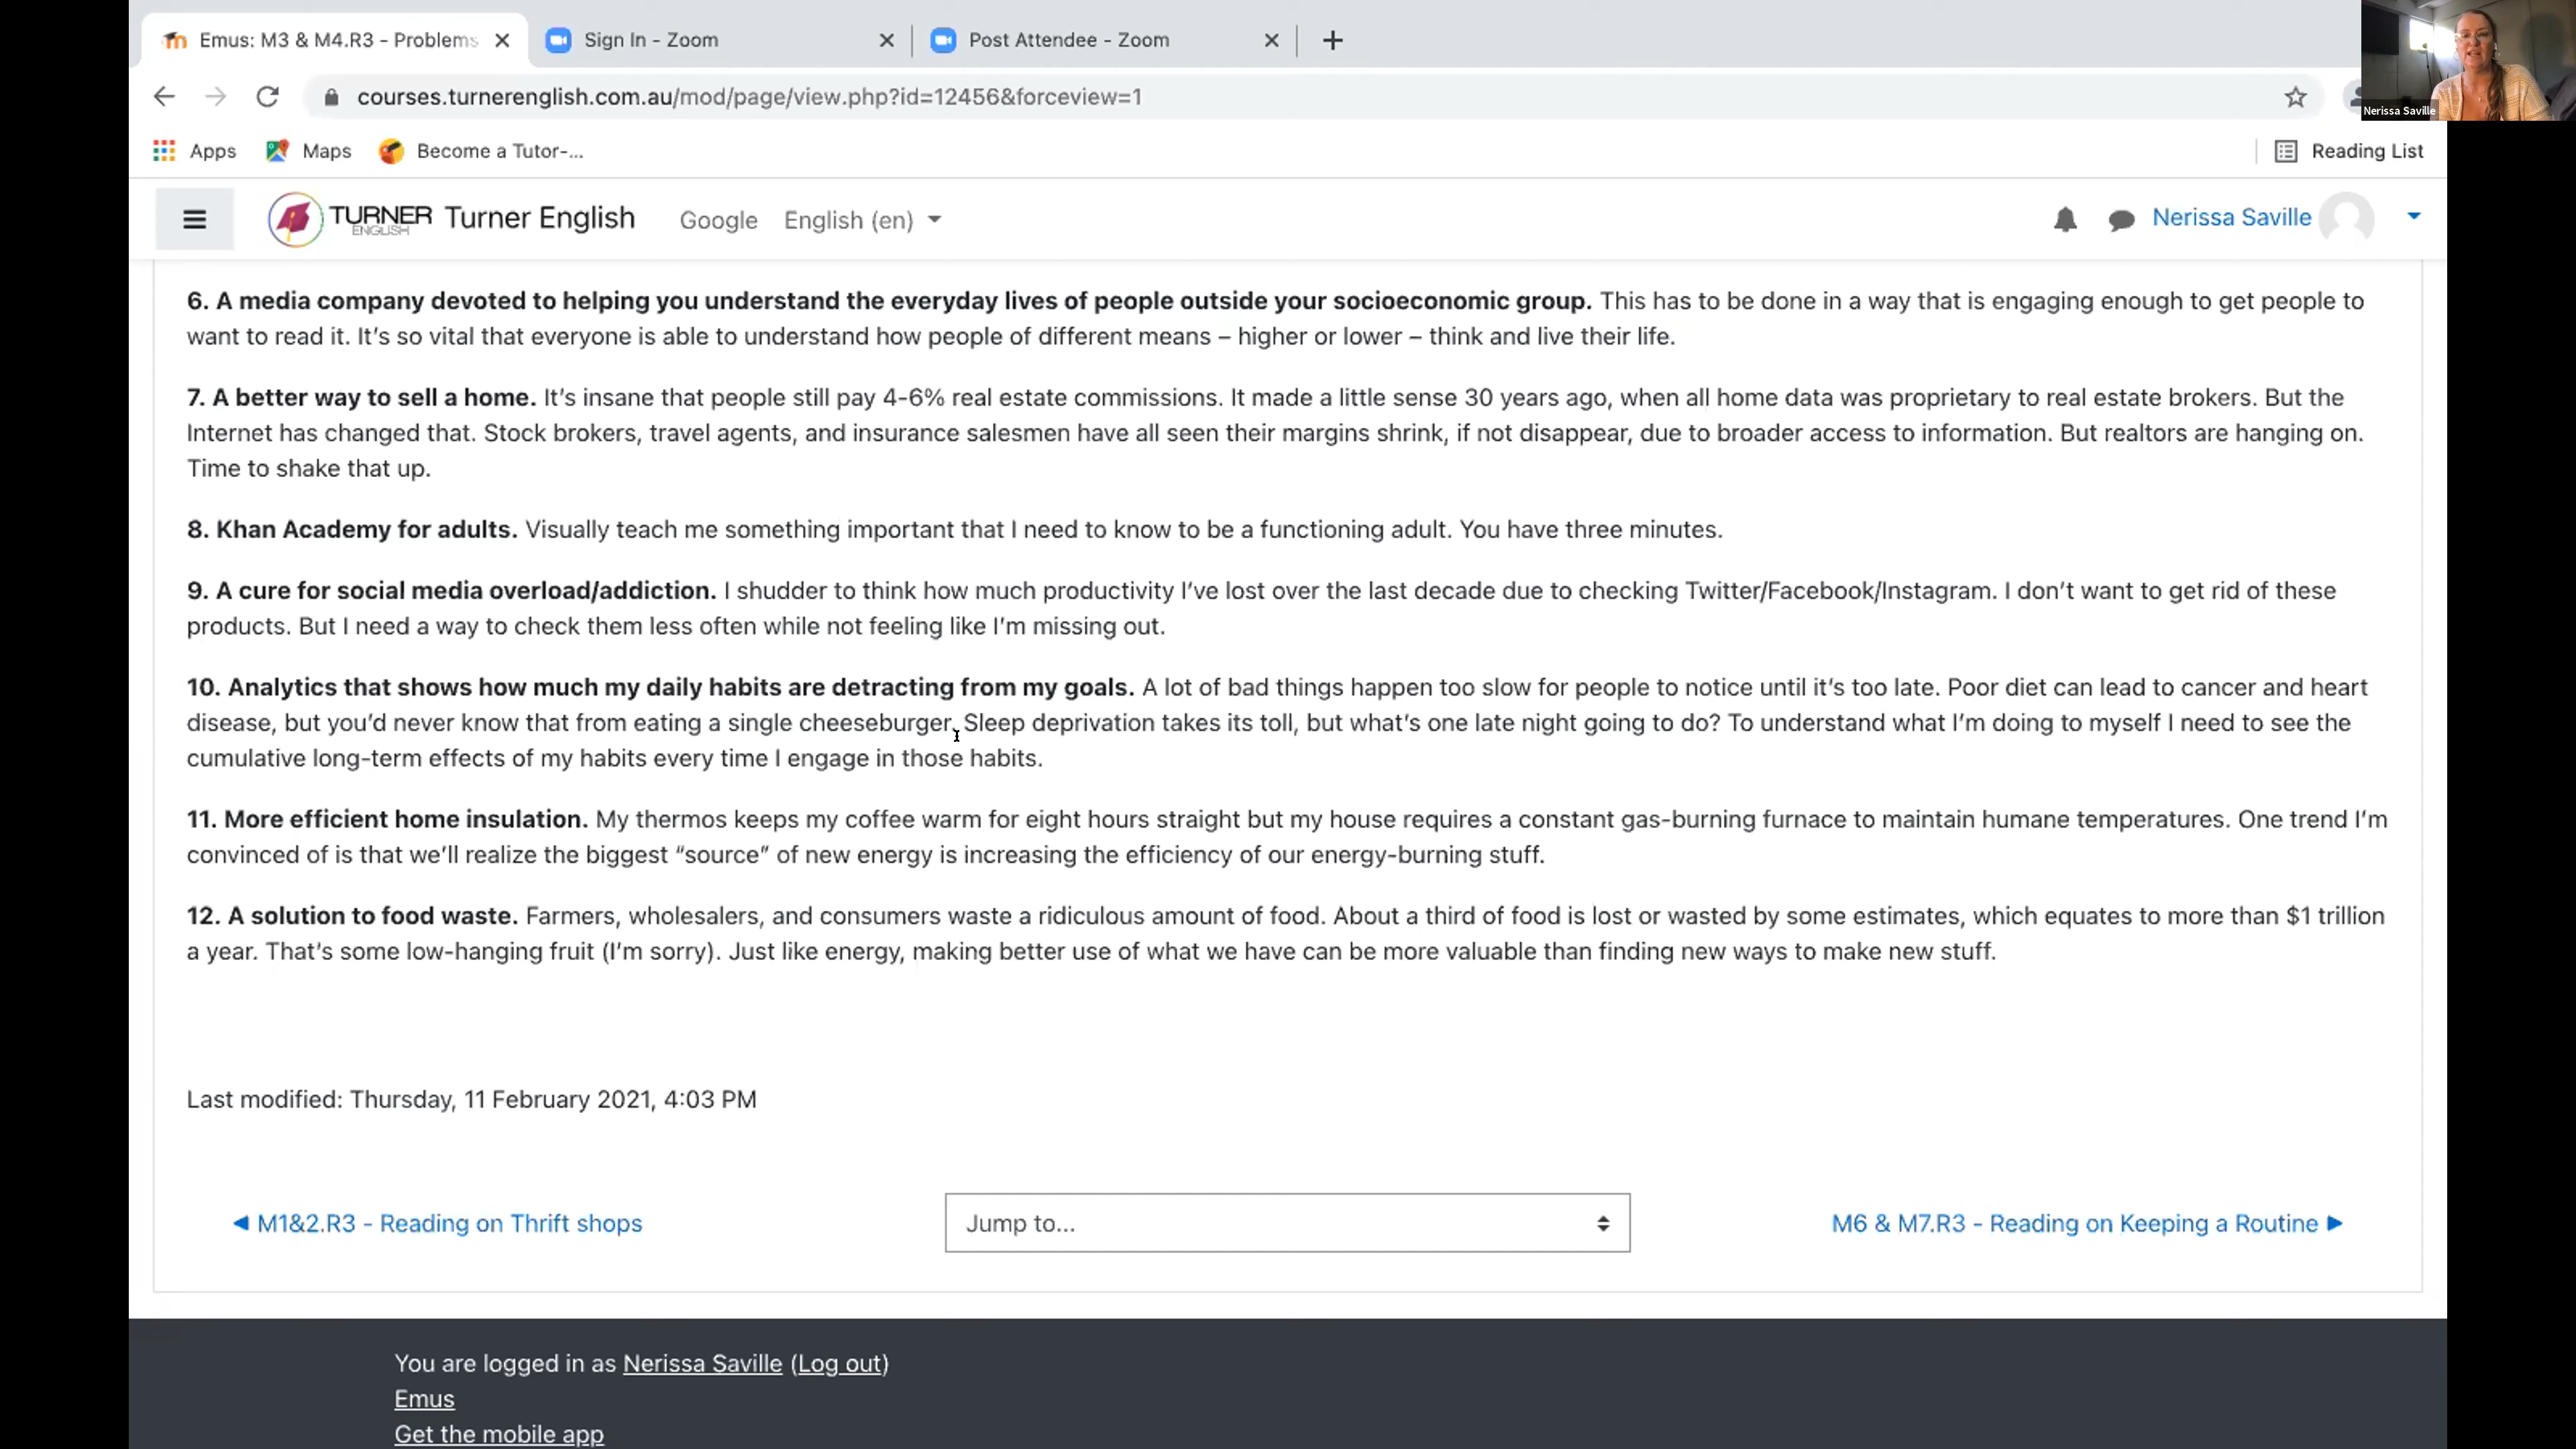 Emus: M3 & M4.R3 - Problems
Sign In - Zoom
Post Attendee - Zoom
courses.turnerenglish.com.au/mod/page/view.php?id=12456&forceview=1
Nerissa Saville
Apps
Maps
Become a Tutor-...
Reading List
TURNER
ENGLISH
Turner English
Google
English (en)
Nerissa Saville
6. A media company devoted to helping you understand the everyday lives of people outside your socioeconomic group. This has to be done in a way that is engaging enough to get people to
want to read it. It's so vital that everyone is able to understand how people of different means – higher or lower – think and live their life.
7. A better way to sell a home. It's insane that people still pay 4-6% real estate commissions. It made a little sense 30 years ago, when all home data was proprietary to real estate brokers. But the
Internet has changed that. Stock brokers, travel agents, and insurance salesmen have all seen their margins shrink, if not disappear, due to broader access to information. But realtors are hanging on.
Time to shake that up.
8. Khan Academy for adults. Visually teach me something important that I need to know to be a functioning adult. You have three minutes.
9. A cure for social media overload/addiction. I shudder to think how much productivity I've lost over the last decade due to checking Twitter/Facebook/Instagram. I don't want to get rid of these
products. But I need a way to check them less often while not feeling like I'm missing out.
10. Analytics that shows how much my daily habits are detracting from my goals. A lot of bad things happen too slow for people to notice until it's too late. Poor diet can lead to cancer and heart
disease, but you'd never know that from eating a single cheeseburger. Sleep deprivation takes its toll, but what's one late night going to do? To understand what I'm doing to myself I need to see the
cumulative long-term effects of my habits every time I engage in those habits.
11. More efficient home insulation. My thermos keeps my coffee warm for eight hours straight but my house requires a constant gas-burning furnace to maintain humane temperatures. One trend I'm
convinced of is that we'll realize the biggest “source” of new energy is increasing the efficiency of our energy-burning stuff.
12. A solution to food waste. Farmers, wholesalers, and consumers waste a ridiculous amount of food. About a third of food is lost or wasted by some estimates, which equates to more than $1 trillion
a year. That's some low-hanging fruit (I'm sorry). Just like energy, making better use of what we have can be more valuable than finding new ways to make new stuff.
Last modified: Thursday, 11 February 2021, 4:03 PM
◀ M1&2.R3 - Reading on Thrift shops
Jump to...
M6 & M7.R3 - Reading on Keeping a Routine ▶
You are logged in as Nerissa Saville (Log out)
Emus
Get the mobile app